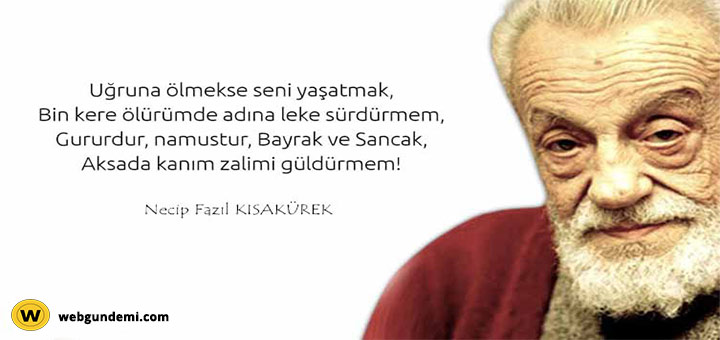 Uğruna ölmekse seni yaşatmak,
Bin kere ölürümde adına leke sürdürmem,
Gururdur, namustur, Bayrak ve Sancak,
Aksada kanım zalimi güldürmem!
Necip Fazıl KISAKÜREK
W webgundemi.com